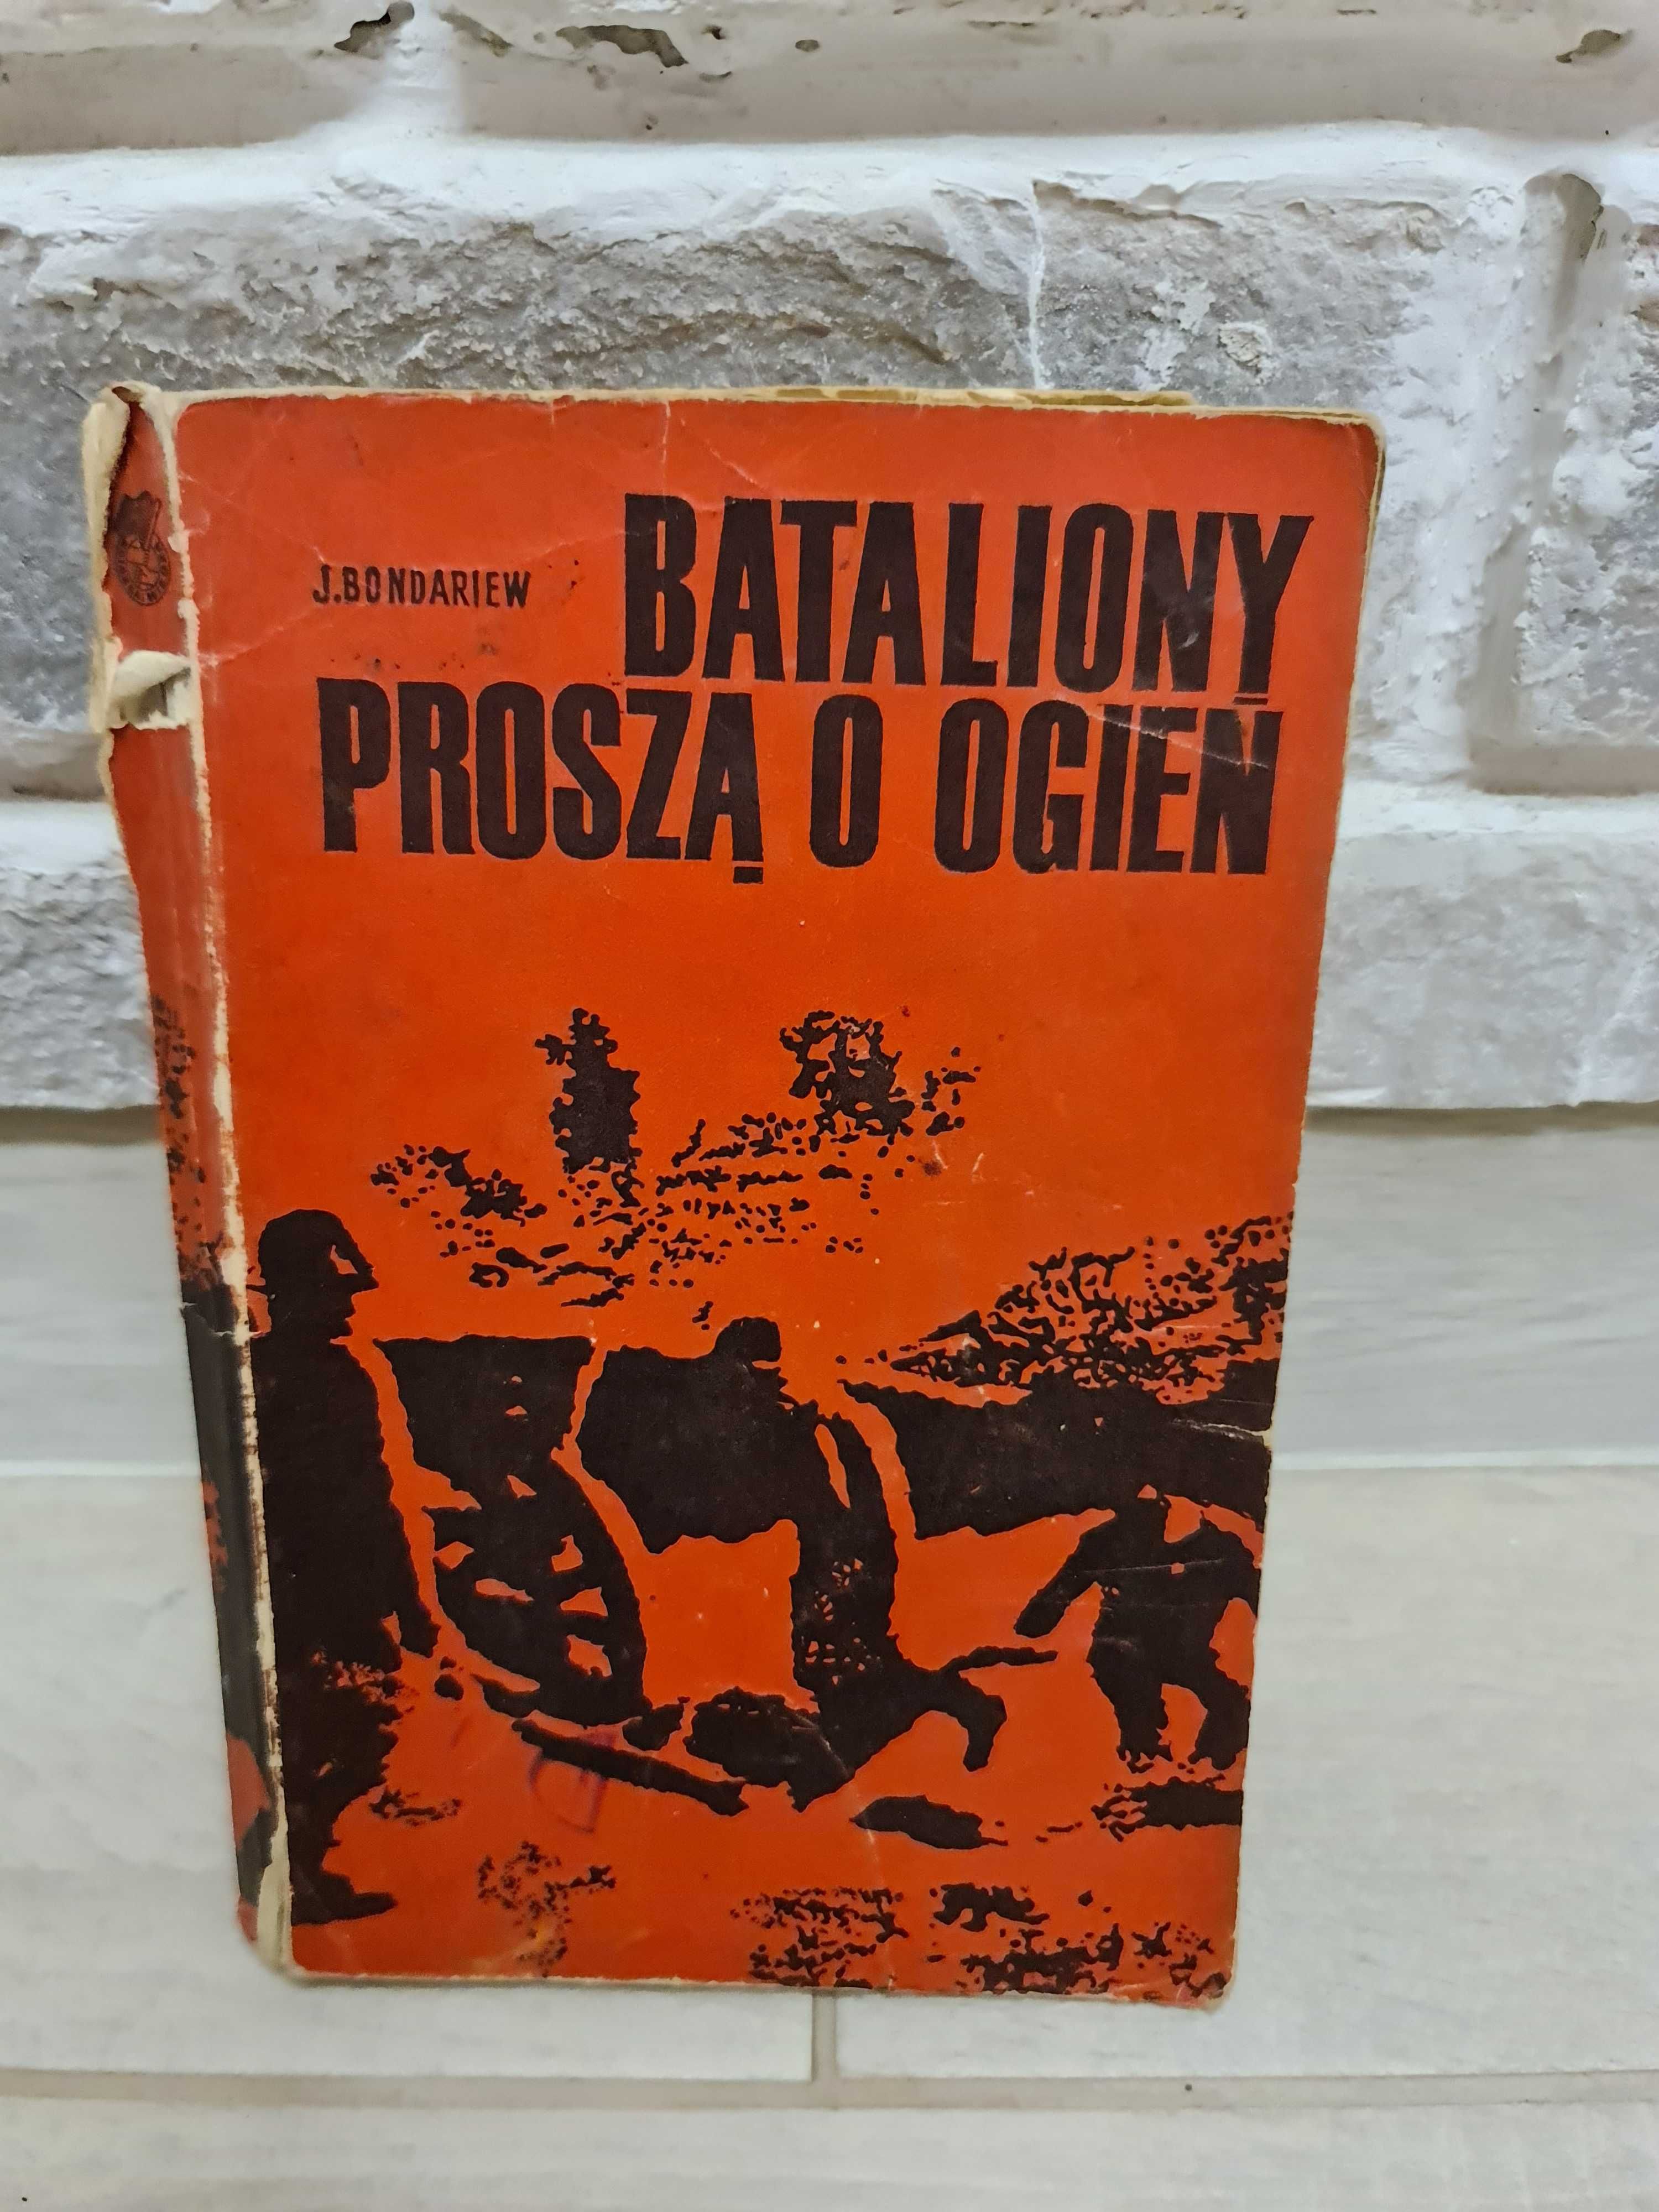 J.BONDARIEW
BATALIONY
PROSZĄ O OGIEŃ